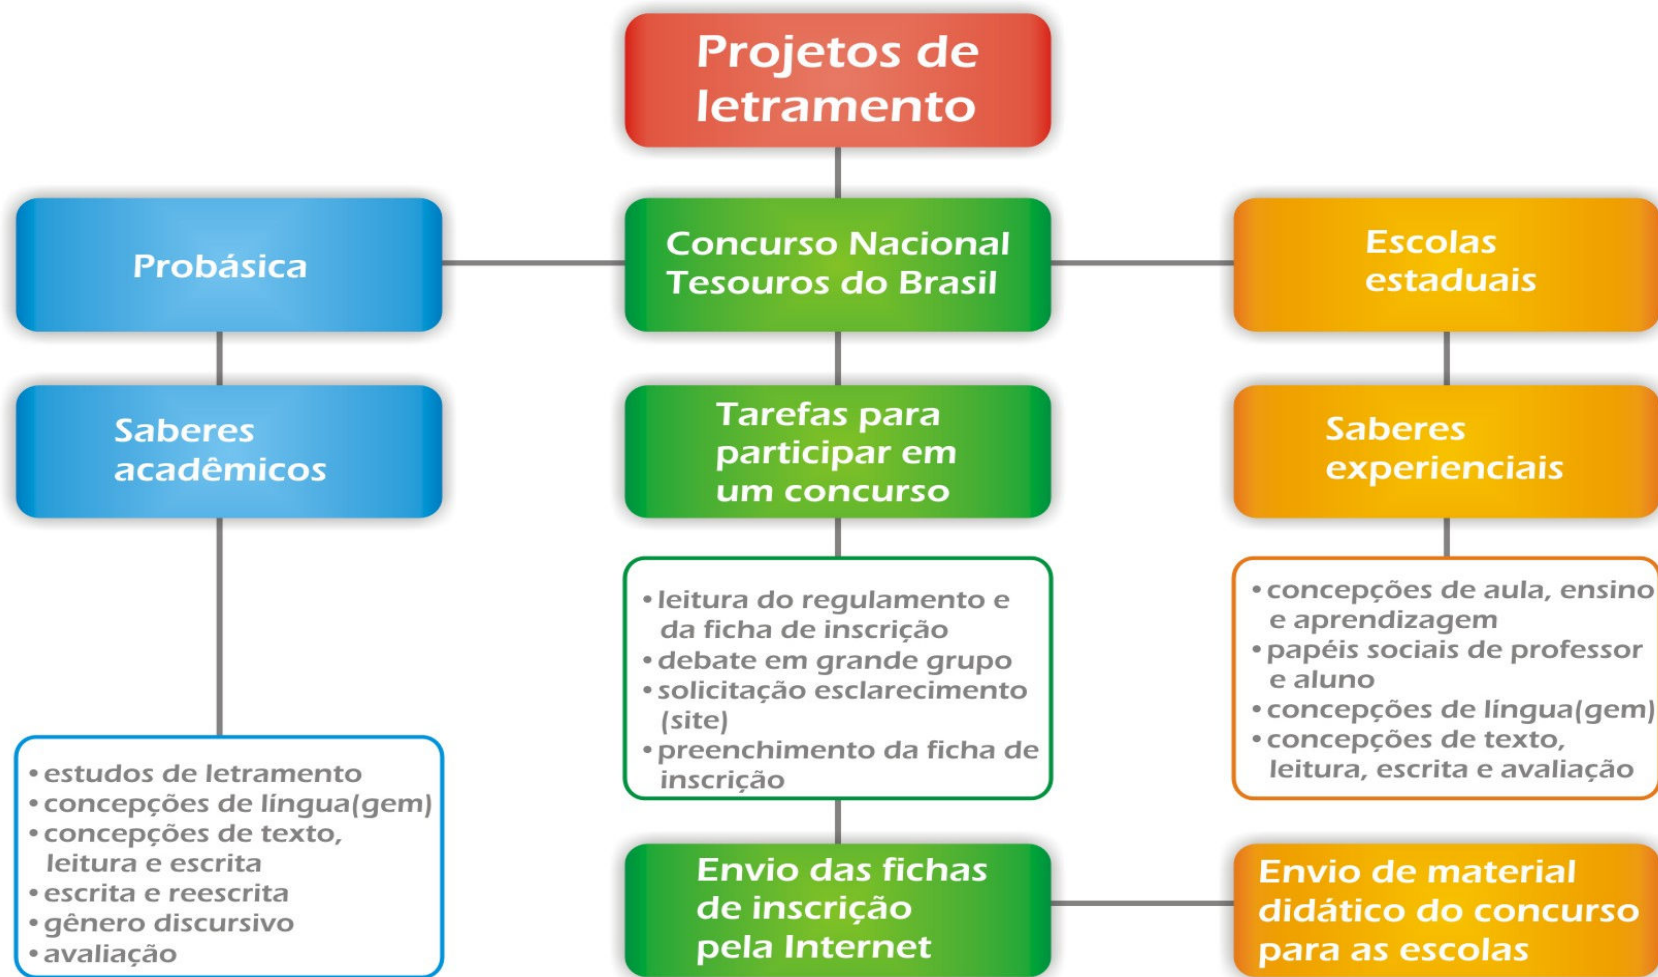 Projetos de
letramento
Probásica
Concurso Nacional
Tesouros do Brasil
Escolas
estaduais
Saberes
acadêmicos
Tarefas para
participar em
um concurso
Saberes
experienciais
• estudos de letramento
• concepções de língua(gem)
• concepções de texto,
leitura e escrita
• escrita e reescrita
• gênero discursivo
• avaliação
• leitura do regulamento e
da ficha de inscrição
• debate em grande grupo
• solicitação esclarecimento
(site)
• preenchimento da ficha de
inscrição
• concepções de aula, ensino
e aprendizagem
• papéis sociais de professor
e aluno
• concepções de língua(gem)
• concepções de texto,
leitura, escrita e avaliação
Envio das fichas
de inscrição
pela Internet
Envio de material
didático do concurso
para as escolas